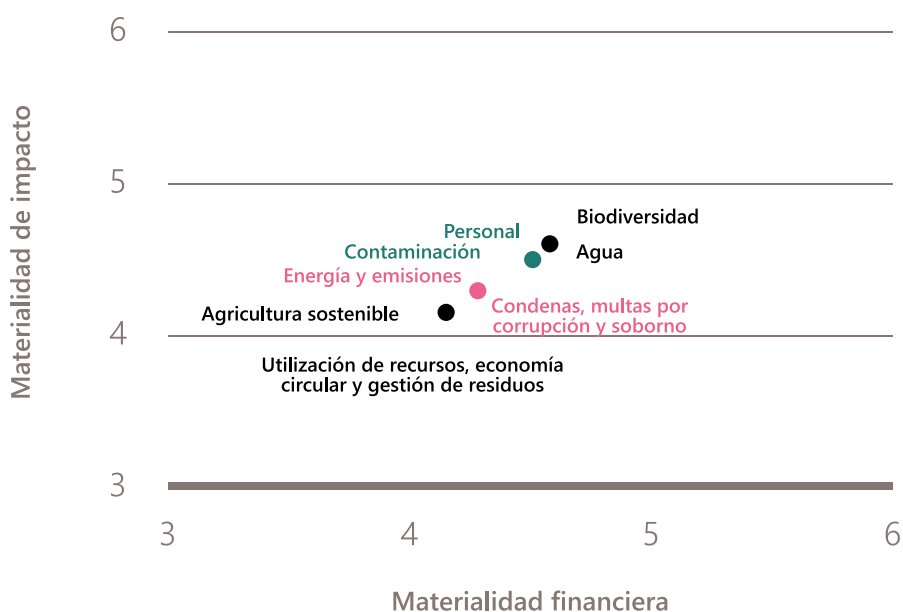 6
Materialidad de impacto
5
Biodiversidad
Personal
Contaminación
Agua
Energía y emisiones
Condenas, multas por
corrupción y soborno
Agricultura sostenible
4
Utilización de recursos, economía
circular y gestión de residuos
3
3
4
5
6
Materialidad financiera